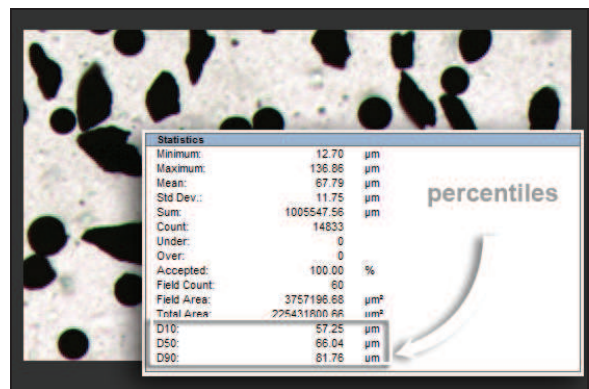 Statistics
Minimum: 12.70 µm
Maximum: 136.86 µm
Mean: 67.79 µm
Std Dev.: 11.75 µm
Sum: 1005547.56 µm
Count: 14833
Under: 0
Over: 0
Accepted: 100.00 %
Field Count: 60
Field Area: 3757196.68 µm²
Total Area: 225431800.66 µm²
D10: 57.25 µm
D50: 66.04 µm
D90: 81.76 µm
percentiles